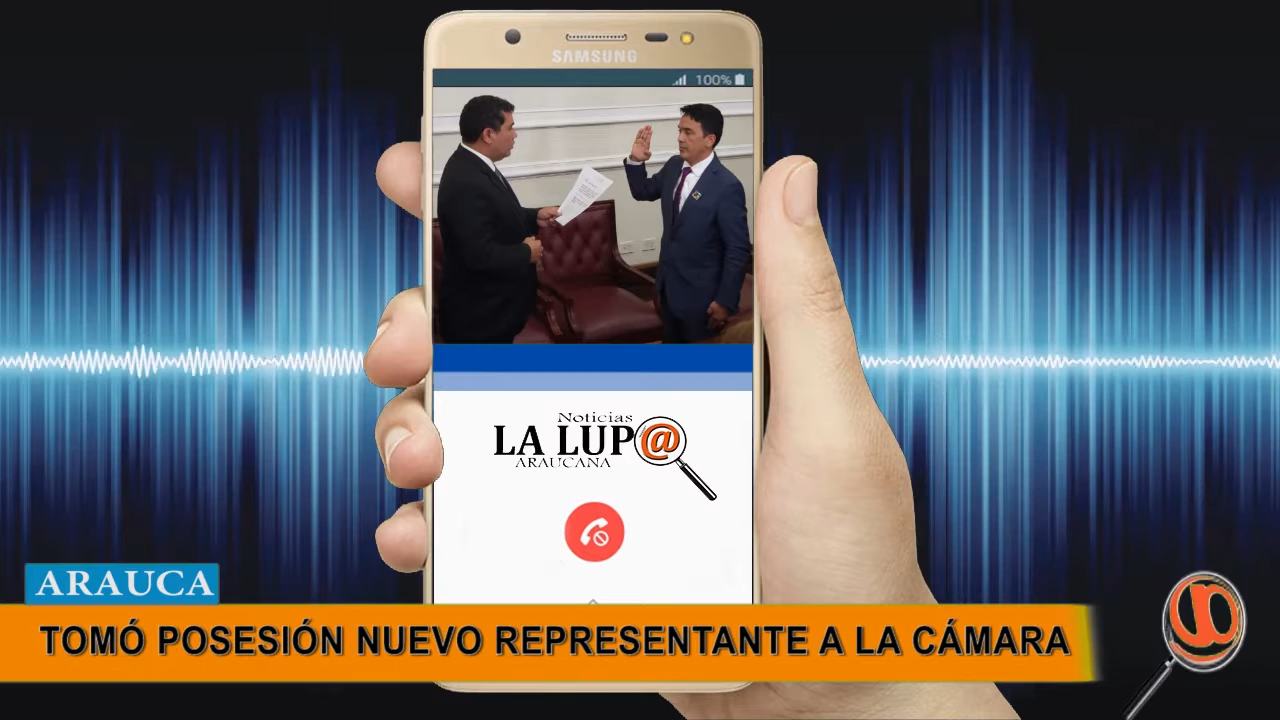 SAMSUNG
100%
Noticias
LA LUP@
ARAUCANA
ARAUCA
TOMÓ POSESIÓN NUEVO REPRESENTANTE A LA CÁMARA